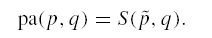 pa(p, q) = S(p̃, q).